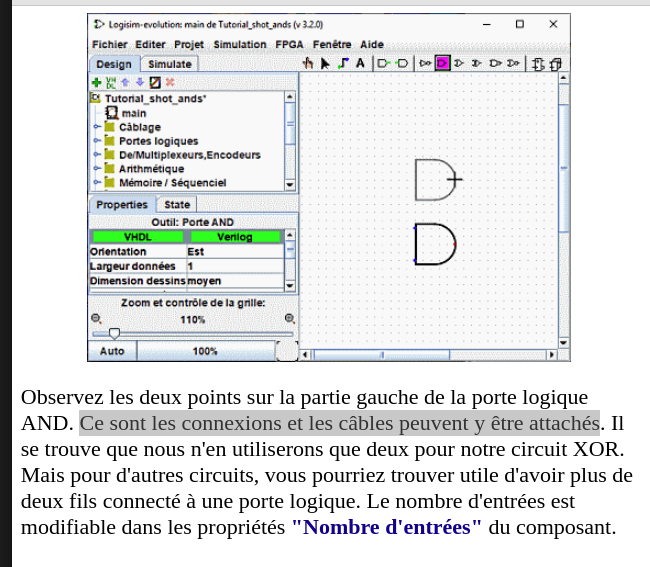 Logisim-evolution: main de Tutorial_shot_ands (v 3.2.0)
Fichier Editer Projet Simulation FPGA Fenêtre Aide
Design Simulate
VH
DL
A
Tutorial_shot_ands*
main
Câblage
Portes logiques
De/Multiplexeurs,Encodeurs
Arithmétique
Mémoire / Séquenciel
Properties State
Outil: Porte AND
VHDL Verilog
Orientation Est
Largeur données 1
Dimension dessins moyen
Zoom et contrôle de la grille:
110%
Auto 100%
Observez les deux points sur la partie gauche de la porte logique
AND. Ce sont les connexions et les câbles peuvent y être attachés. Il
se trouve que nous n'en utiliserons que deux pour notre circuit XOR.
Mais pour d'autres circuits, vous pourriez trouver utile d'avoir plus de
deux fils connecté à une porte logique. Le nombre d'entrées est
modifiable dans les propriétés "Nombre d'entrées" du composant.